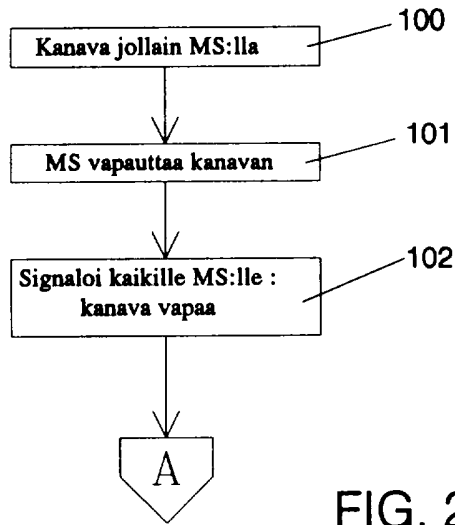 Kanava jollain MS:lla
100
MS vapauttaa kanavan
101
Signaloi kaikille MS:lle :
kanava vapaa
102
A
FIG. 2